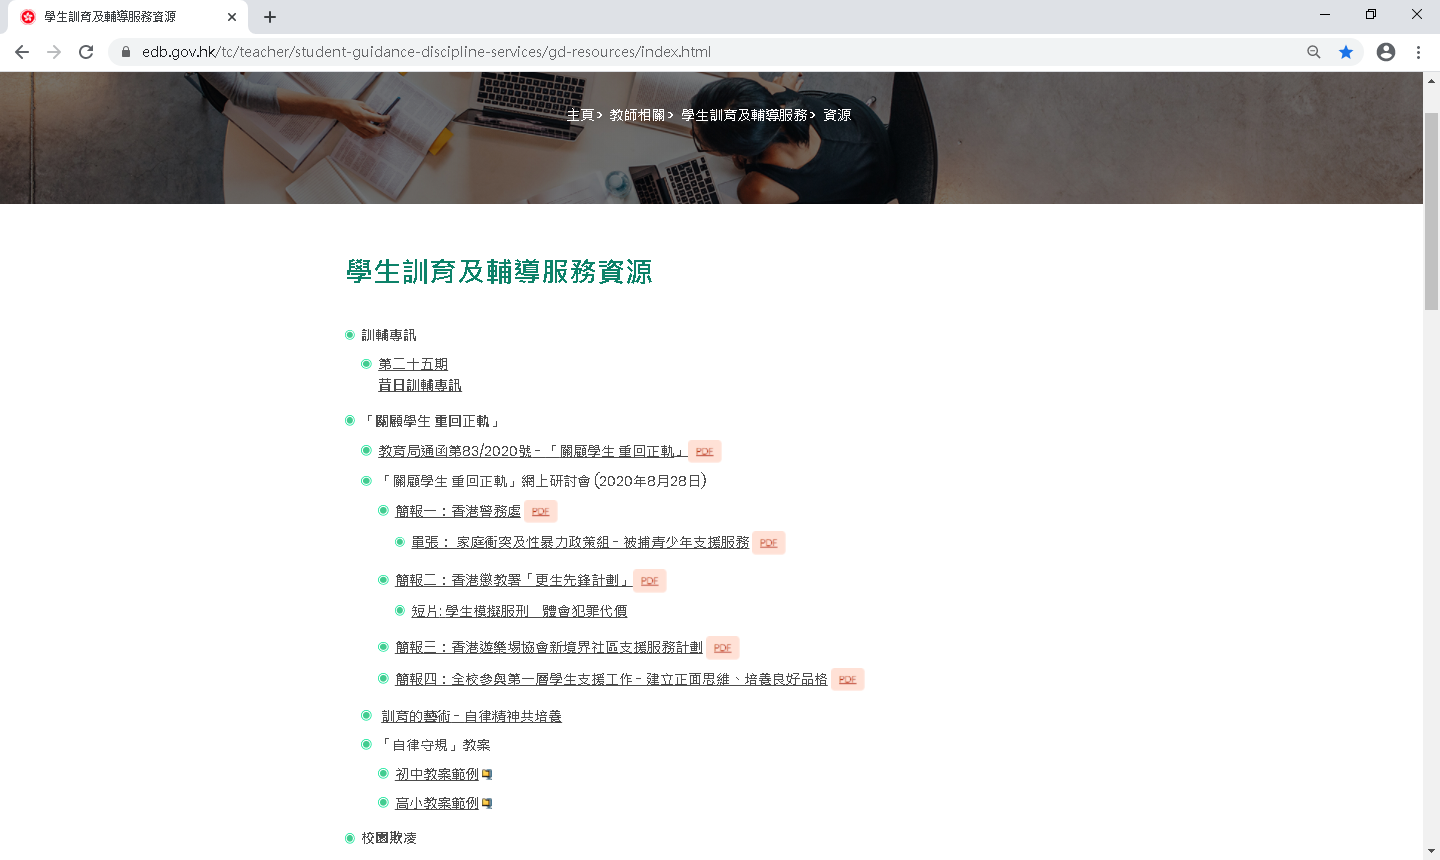 學生訓育及輔導服務資源
edb.gov.hk/tc/teacher/student-guidance-discipline-services/gd-resources/index.html
主頁> 教師相關> 學生訓育及輔導服務> 資源
學生訓育及輔導服務資源
訓輔專訊
第二十五期
昔日訓輔專訊
「關顧學生 重回正軌」
教育局通函第83/2020號 - 「關顧學生 重回正軌」 PDF
「關顧學生 重回正軌」網上研討會 (2020年8月28日)
簡報一：香港警務處 PDF
單張： 家庭衝突及性暴力政策組 - 被捕青少年支援服務 PDF
簡報二：香港懲教署「更生先鋒計劃」 PDF
短片: 學生模擬服刑　體會犯罪代價
簡報三：香港遊樂場協會新境界社區支援服務計劃 PDF
簡報四：全校參與第一層學生支援工作 - 建立正面思維、培養良好品格 PDF
訓育的藝術 - 自律精神共培養
「自律守規」教案
初中教案範例
高小教案範例
校園欺凌